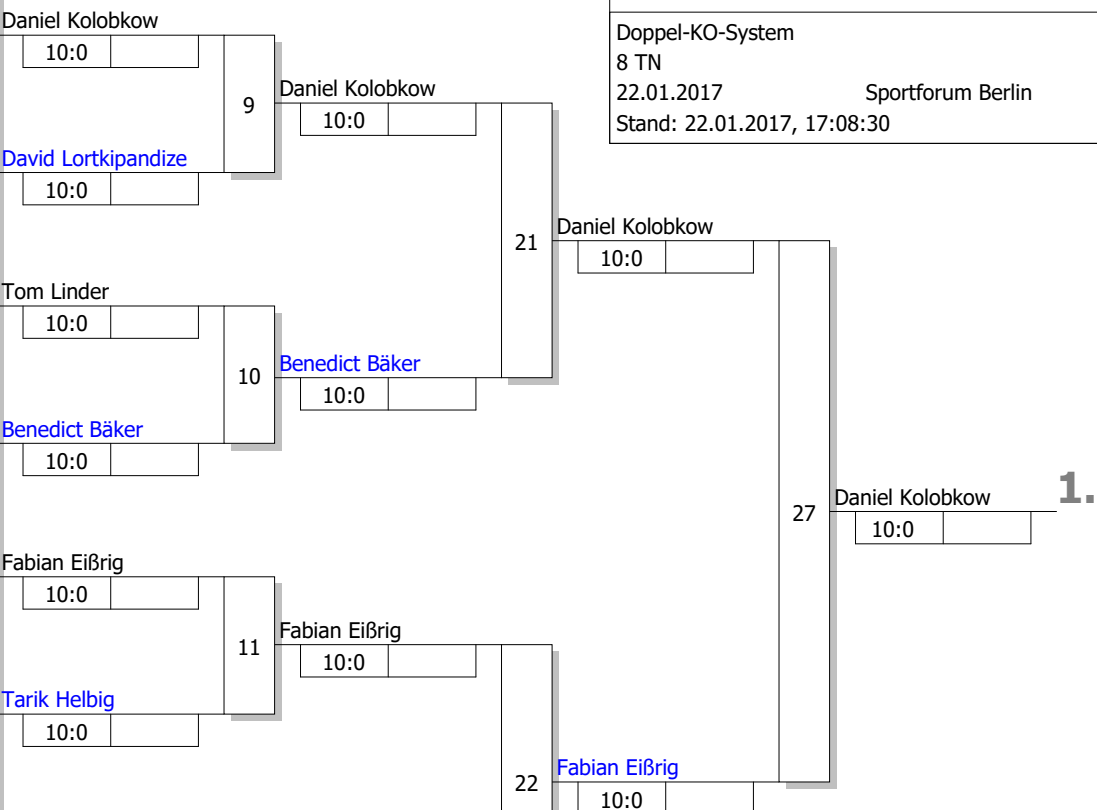 Daniel Kolobkow
10:0
Doppel-KO-System
8 TN
22.01.2017 Sportforum Berlin
Stand: 22.01.2017, 17:08:30
9
Daniel Kolobkow
10:0
David Lortkipandize
10:0
21
Daniel Kolobkow
10:0
Tom Linder
10:0
10
Benedict Bäker
10:0
Benedict Bäker
10:0
27
Daniel Kolobkow
1.
10:0
Fabian Eißrig
10:0
11
Fabian Eißrig
10:0
Tarik Helbig
10:0
22
Fabian Eißrig
10:0